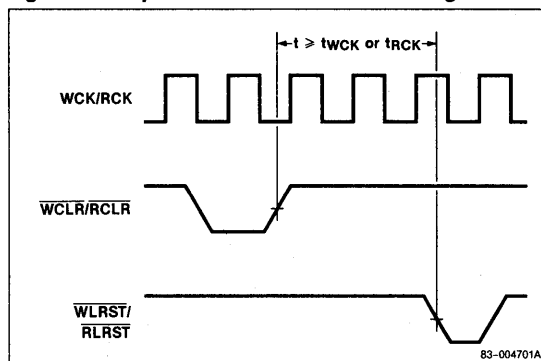 t ≥ tWCK or tRCK
WCK/RCK
WCLR/RCLR
WLRST/
RLRST
83-004701A